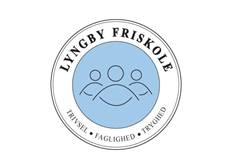 LYNGBY FRISKOLE
TRIVSEL • FAGLIGHED • TRYGHED